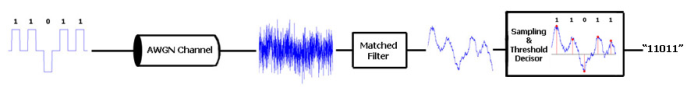 1 1 0 1 1
AWGN Channel
Matched
Filter
Sampling
&
Threshold
Decisor
1 1 0 1 1
"11011"